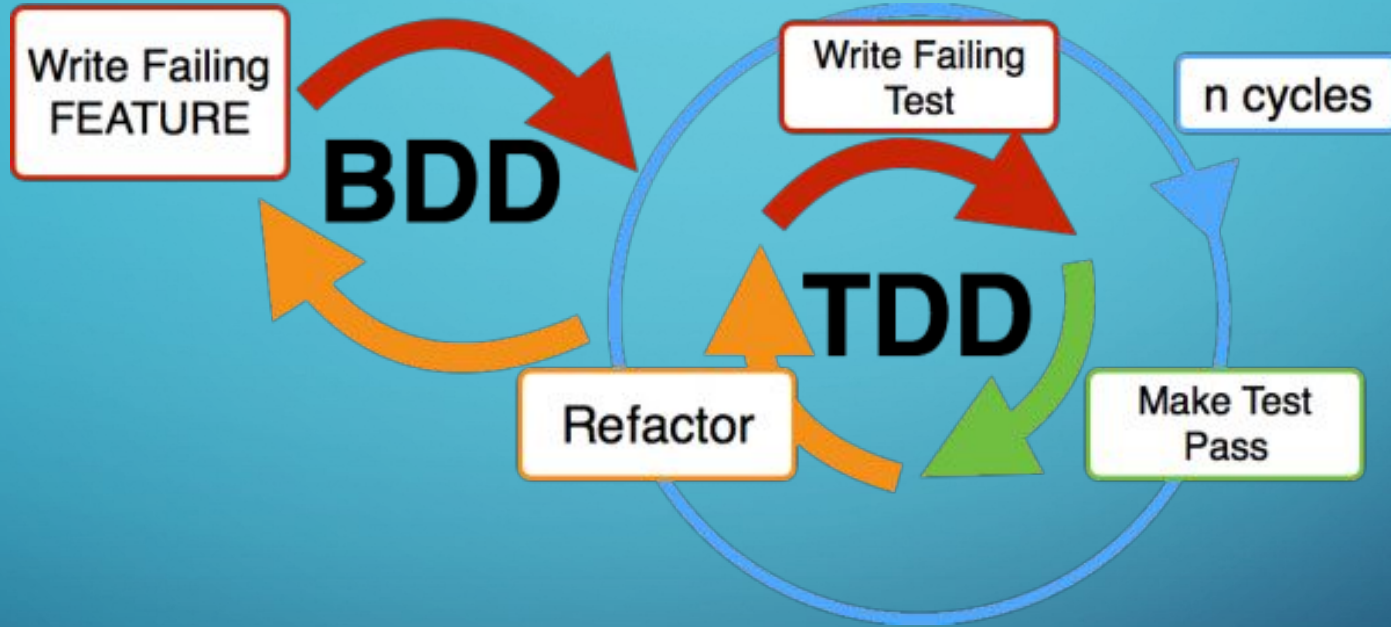 Write Failing
FEATURE
BDD
Write Failing
Test
n cycles
TDD
Refactor
Make Test
Pass